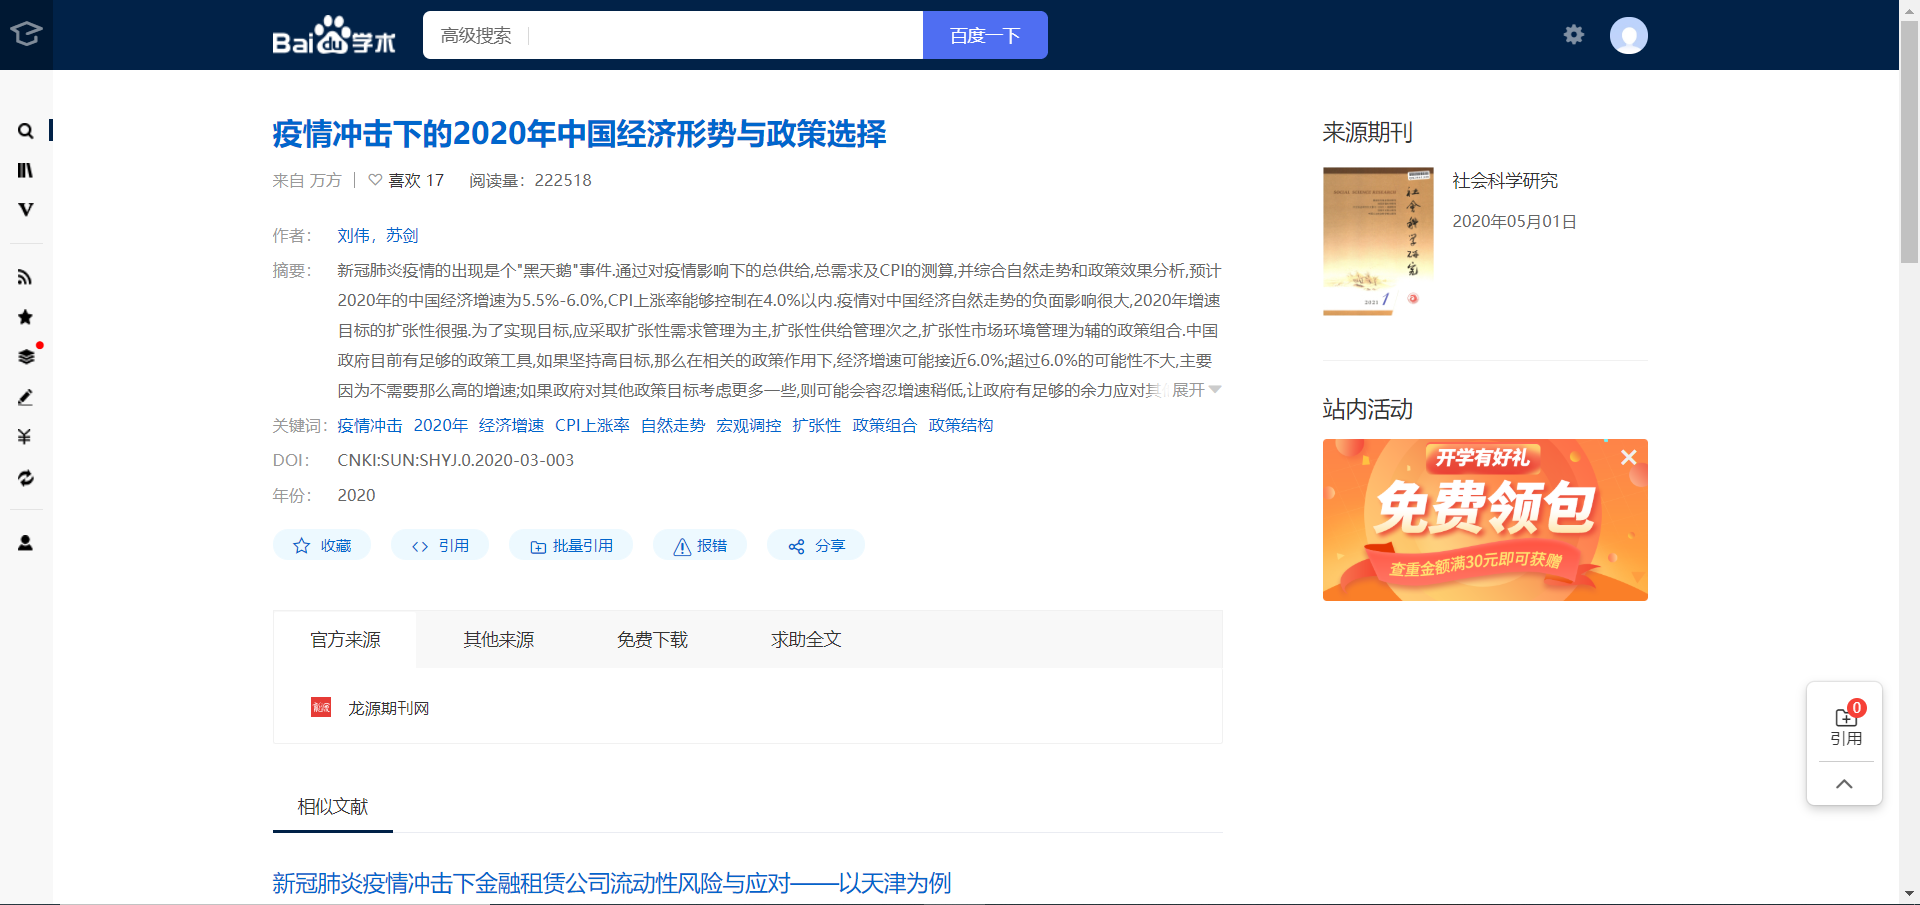 Baidu学术
高级搜索
百度一下
疫情冲击下的2020年中国经济形势与政策选择
来自 万方 喜欢 17 阅读量：222518
作者： 刘伟，苏剑
摘要： 新冠肺炎疫情的出现是个"黑天鹅"事件.通过对疫情影响下的总供给,总需求及CPI的测算,并综合自然走势和政策效果分析,预计
2020年的中国经济增速为5.5%-6.0%,CPI上涨率能够控制在4.0%以内.疫情对中国经济自然走势的负面影响很大,2020年增速
目标的扩张性很强.为了实现目标,应采取扩张性需求管理为主,扩张性供给管理次之,扩张性市场环境管理为辅的政策组合.中国
政府目前有足够的政策工具,如果坚持高目标,那么在相关的政策作用下,经济增速可能接近6.0%;超过6.0%的可能性不大,主要
因为不需要那么高的增速;如果政府对其他政策目标考虑更多一些,则可能会容忍增速稍低,让政府有足够的余力应对其 展开
关键词： 疫情冲击 2020年 经济增速 CPI上涨率 自然走势 宏观调控 扩张性 政策组合 政策结构
DOI： CNKI:SUN:SHYJ.0.2020-03-003
年份： 2020
收藏 引用 批量引用 报错 分享
官方来源 其他来源 免费下载 求助全文
龙源期刊网
相似文献
新冠肺炎疫情冲击下金融租赁公司流动性风险与应对——以天津为例
来源期刊
社会科学研究
2021 1
社会科学研究
2020年05月01日
站内活动
开学有好礼
免费领包
查重金额满30元即可获赠
0
引用